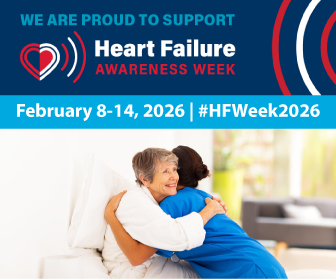 WE ARE PROUD TO SUPPORT
Heart Failure
AWARENESS WEEK
February 8-14, 2026 | #HFWeek2026